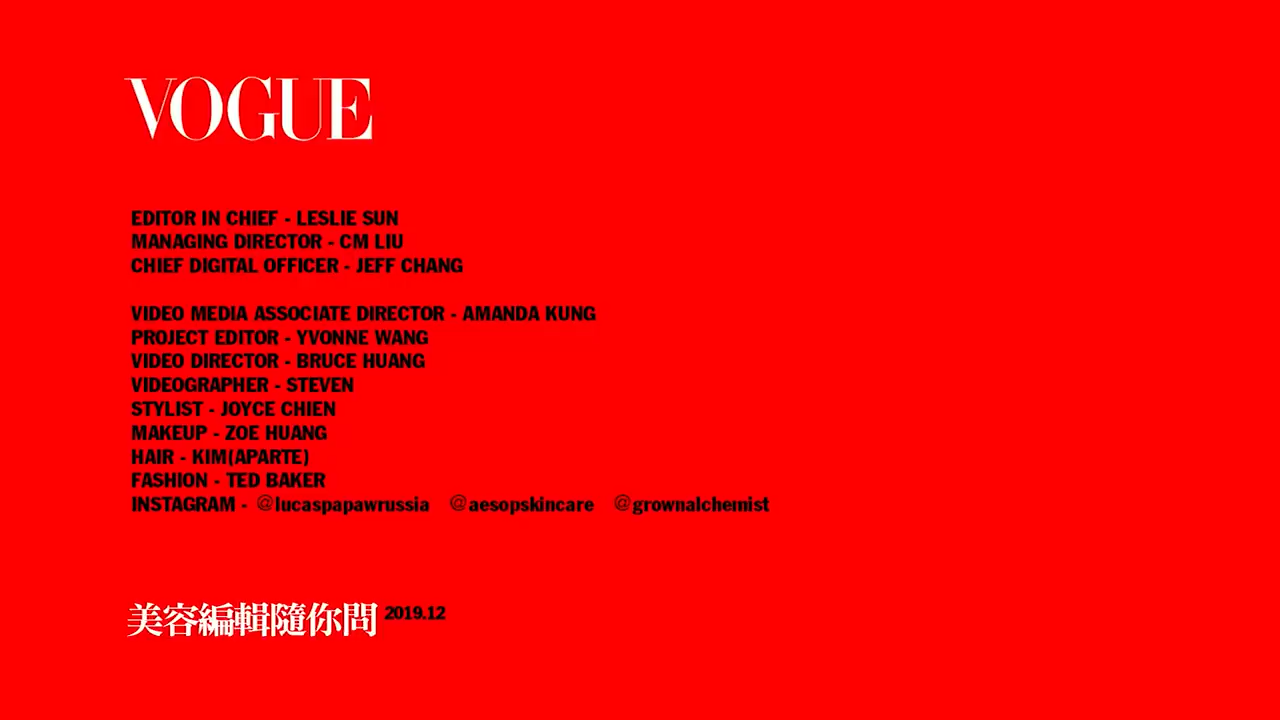 VOGUE
EDITOR IN CHIEF - LESLIE SUN
MANAGING DIRECTOR - CM LIU
CHIEF DIGITAL OFFICER - JEFF CHANG
VIDEO MEDIA ASSOCIATE DIRECTOR - AMANDA KUNG
PROJECT EDITOR - YVONNE WANG
VIDEO DIRECTOR - BRUCE HUANG
VIDEOGRAPHER - STEVEN
STYLIST - JOYCE CHIEN
MAKEUP - ZOE HUANG
HAIR - KIM(APARTE)
FASHION - TED BAKER
INSTAGRAM - @lucaspapawrussia @aesopskincare @grownalchemist
美容編輯隨你問 2019.12